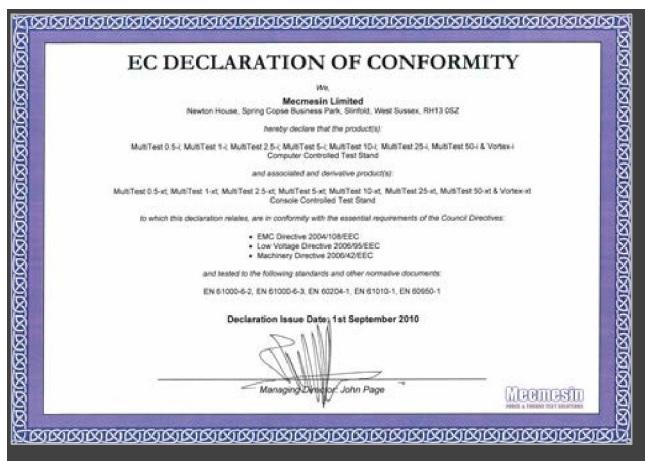 EC DECLARATION OF CONFORMITY
We,
Mecmesin Limited
Newton House, Spring Copse Business Park, Slinfold, West Sussex, RH13 0SZ
hereby declare that the product(s):
MultiTest 0.5-i; MultiTest 1-i; MultiTest 2.5-i; MultiTest 5-i; MultiTest 10-i; MultiTest 25-i, MultiTest 50-i & Vortex-i
Computer Controlled Test Stand
and associated and derivative product(s):
MultiTest 0.5-xt; MultiTest 1-xt; MultiTest 2.5-xt; MultiTest 5-xt; MultiTest 10-xt, MultiTest 25-xt, MultiTest 50-xt & Vortex-xt
Console Controlled Test Stand
to which this declaration relates, are in conformity with the essential requirements of the Council Directives:
• EMC Directive 2004/108/EEC
• Low Voltage Directive 2006/95/EEC
• Machinery Directive 2006/42/EEC
and tested to the following standards and other normative documents:
EN 61000-6-2, EN 61000-6-3, EN 60204-1, EN 61010-1, EN 60950-1
Declaration Issue Date: 1st September 2010
Managing Director: John Page
Mecmesin
FORCE & TORQUE TEST SOLUTIONS